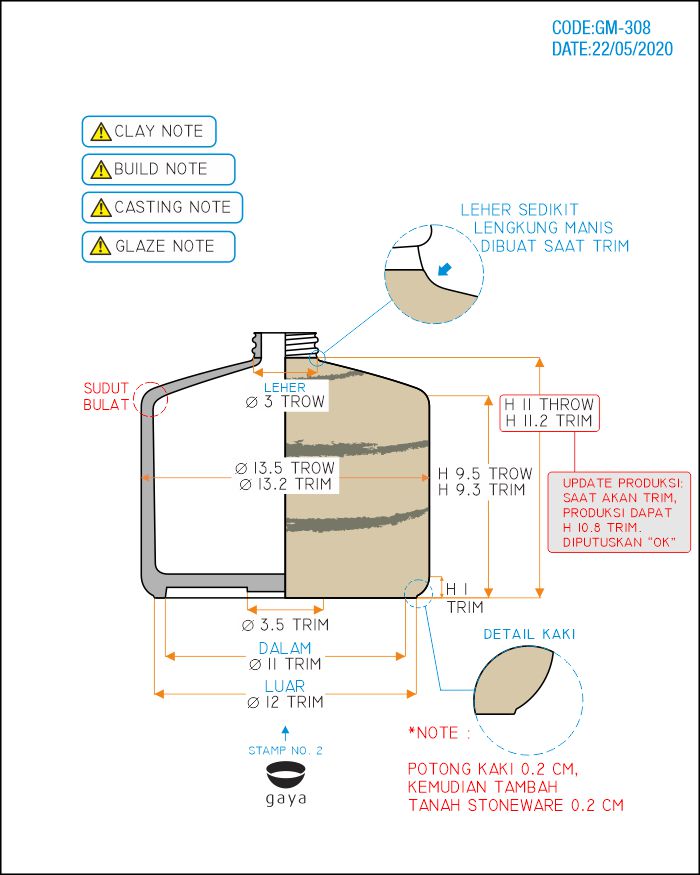 CODE:GM-308
DATE:22/05/2020
CLAY NOTE
BUILD NOTE
CASTING NOTE
GLAZE NOTE
LEHER SEDIKIT
LENGKUNG MANIS
DIBUAT SAAT TRIM
SUDUT
BULAT
LEHER
Ø 3 TROW
H 11 THROW
H 11.2 TRIM
Ø 13.5 TROW
Ø 13.2 TRIM
H 9.5 TROW
H 9.3 TRIM
UPDATE PRODUKSI:
SAAT AKAN TRIM,
PRODUKSI DAPAT
H 10.8 TRIM.
DIPUTUSKAN "OK"
H 1
TRIM
Ø 3.5 TRIM
DALAM
Ø 11 TRIM
LUAR
Ø 12 TRIM
DETAIL KAKI
STAMP NO. 2
gaya
*NOTE :
POTONG KAKI 0.2 CM,
KEMUDIAN TAMBAH
TANAH STONEWARE 0.2 CM